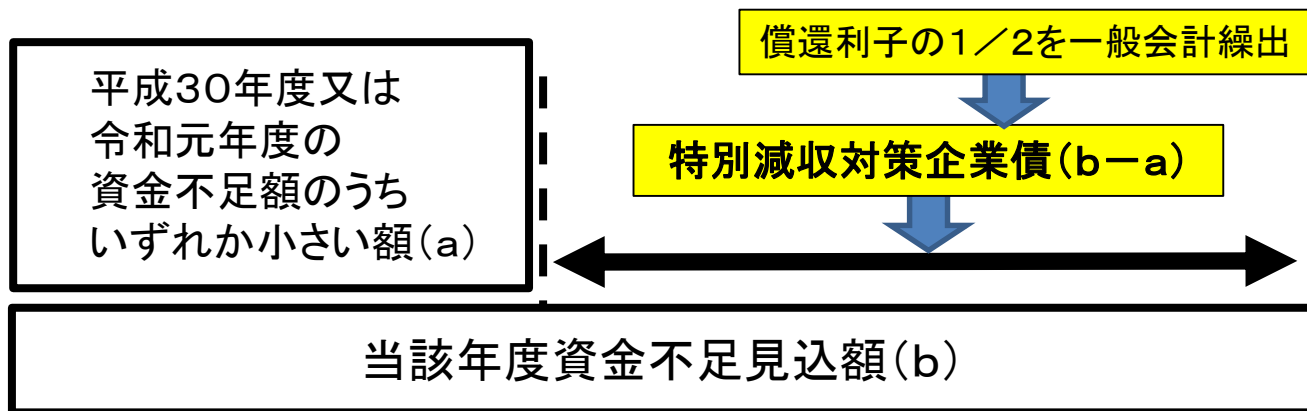 償還利子の1／2を一般会計繰出
平成30年度又は
令和元年度の
資金不足額のうち
いずれか小さい額（a）
特別減収対策企業債（b－a）
当該年度資金不足見込額（b）